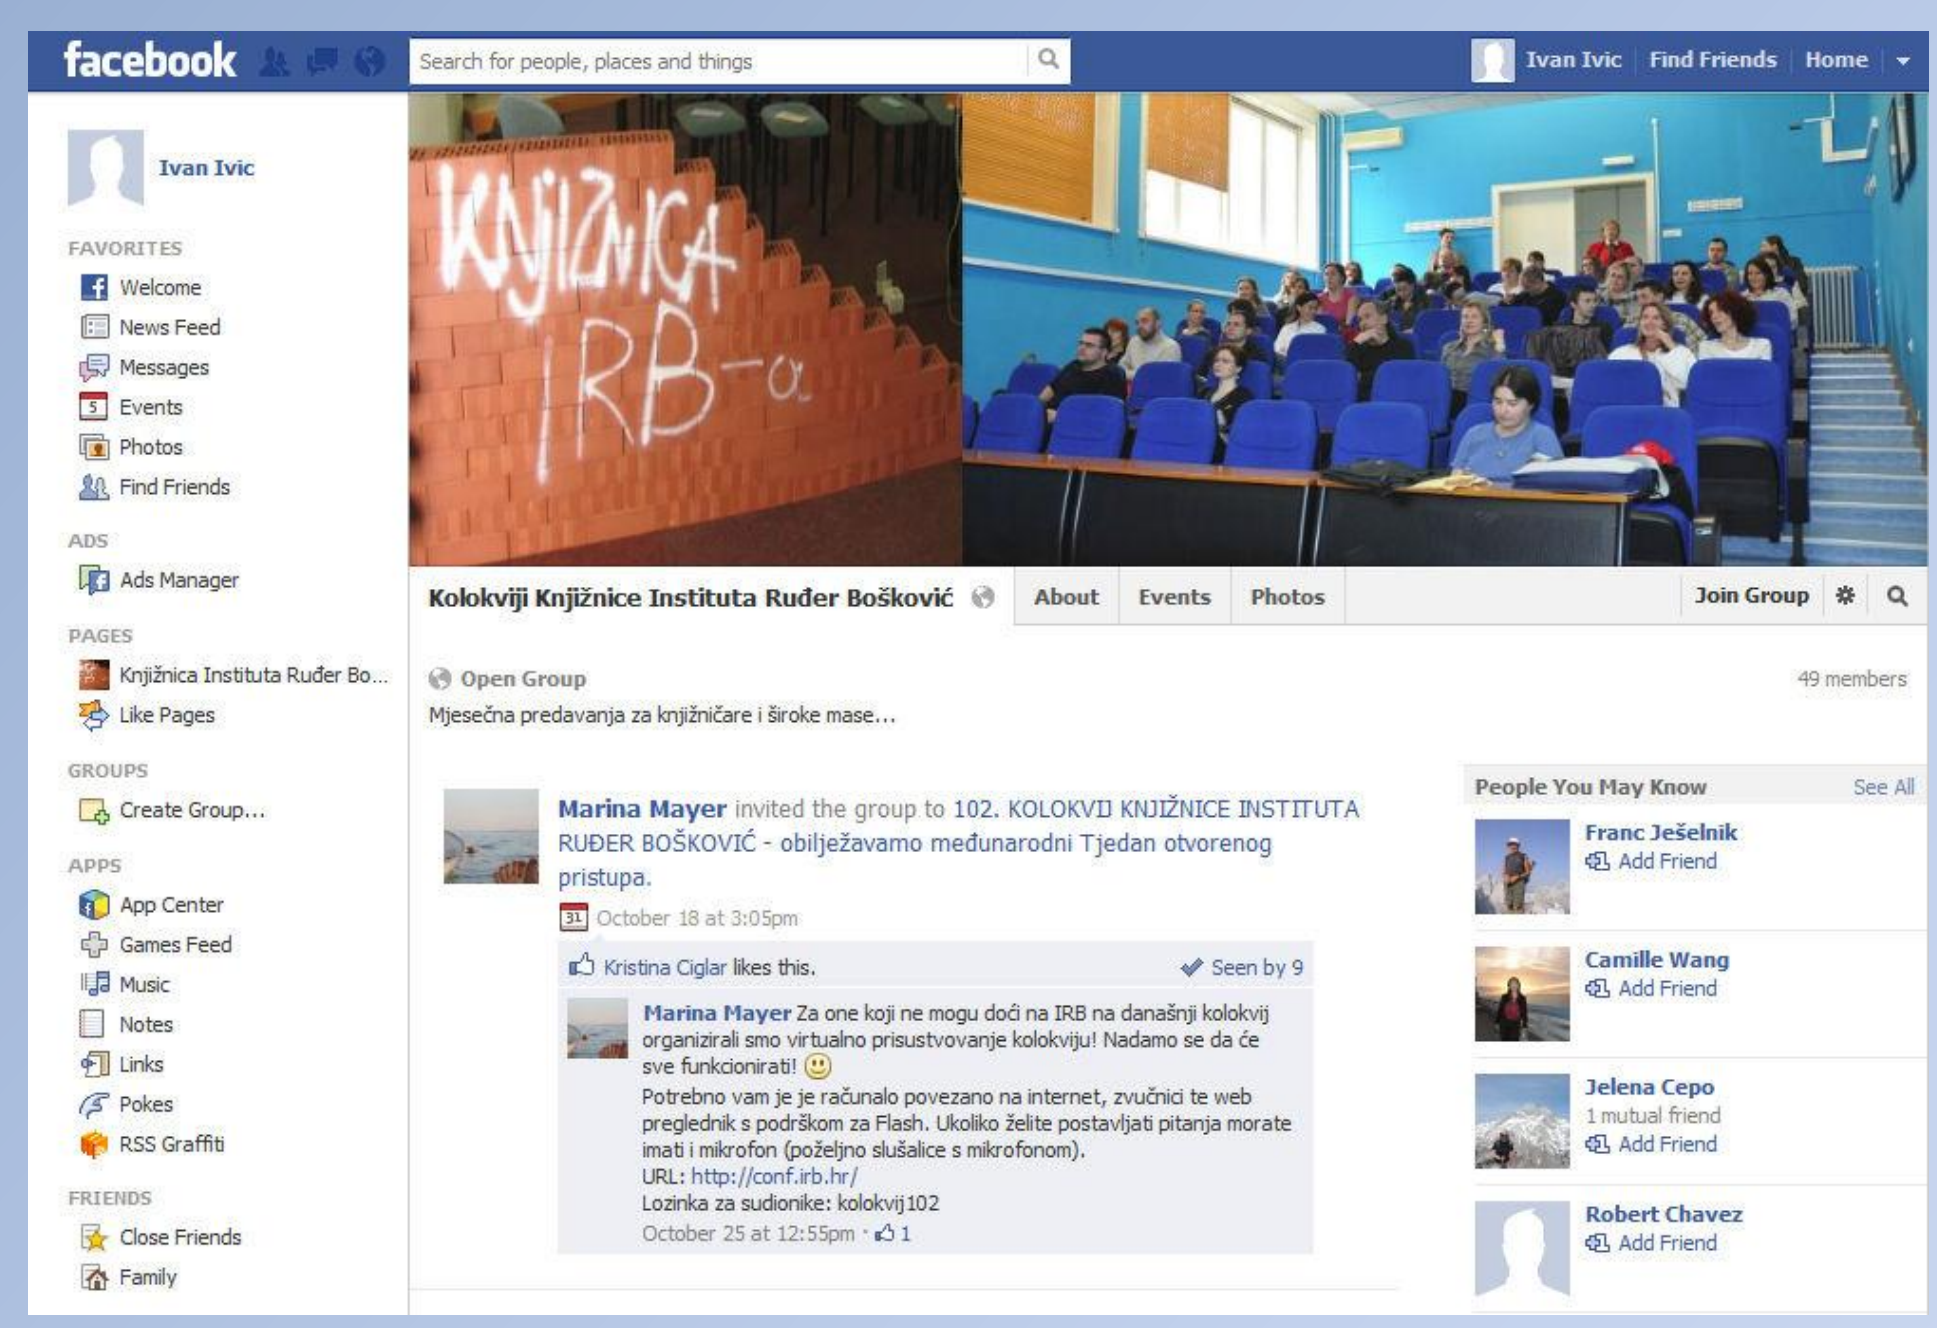 facebook
Search for people, places and things
Ivan Ivic
Find Friends
Home
Ivan Ivic
FAVORITES
Welcome
News Feed
Messages
5
Events
Photos
Find Friends
ADS
Ads Manager
PAGES
Knjižnica Instituta Ruđer Bo...
Like Pages
GROUPS
Create Group...
APPS
App Center
Games Feed
Music
Notes
Links
Pokes
RSS Graffiti
FRIENDS
Close Friends
Family
KNJIŽNICA
IRB-a
Kolokviji Knjižnice Instituta Ruđer Bošković
About
Events
Photos
Join Group
Open Group
49 members
Mjesečna predavanja za knjižničare i široke mase...
Marina Mayer invited the group to 102. KOLOKVIJ KNJIŽNICE INSTITUTA
RUĐER BOŠKOVIĆ - obilježavamo međunarodni Tjedan otvorenog
pristupa.
31 October 18 at 3:05pm
Kristina Ciglar likes this.
Seen by 9
Marina Mayer Za one koji ne mogu doći na IRB na današnji kolokvij
organizirali smo virtualno prisustvovanje kolokviju! Nadamo se da će
sve funkcionirati!
Potrebno vam je je računalo povezano na internet, zvučnici te web
preglednik s podrškom za Flash. Ukoliko želite postavljati pitanja morate
imati i mikrofon (poželjno slušalice s mikrofonom).
URL: http://conf.irb.hr/
Lozinka za sudionike: kolokvij102
October 25 at 12:55pm · 1
People You May Know
See All
Franc Ješelnik
Add Friend
Camille Wang
Add Friend
Jelena Cepo
1 mutual friend
Add Friend
Robert Chavez
Add Friend